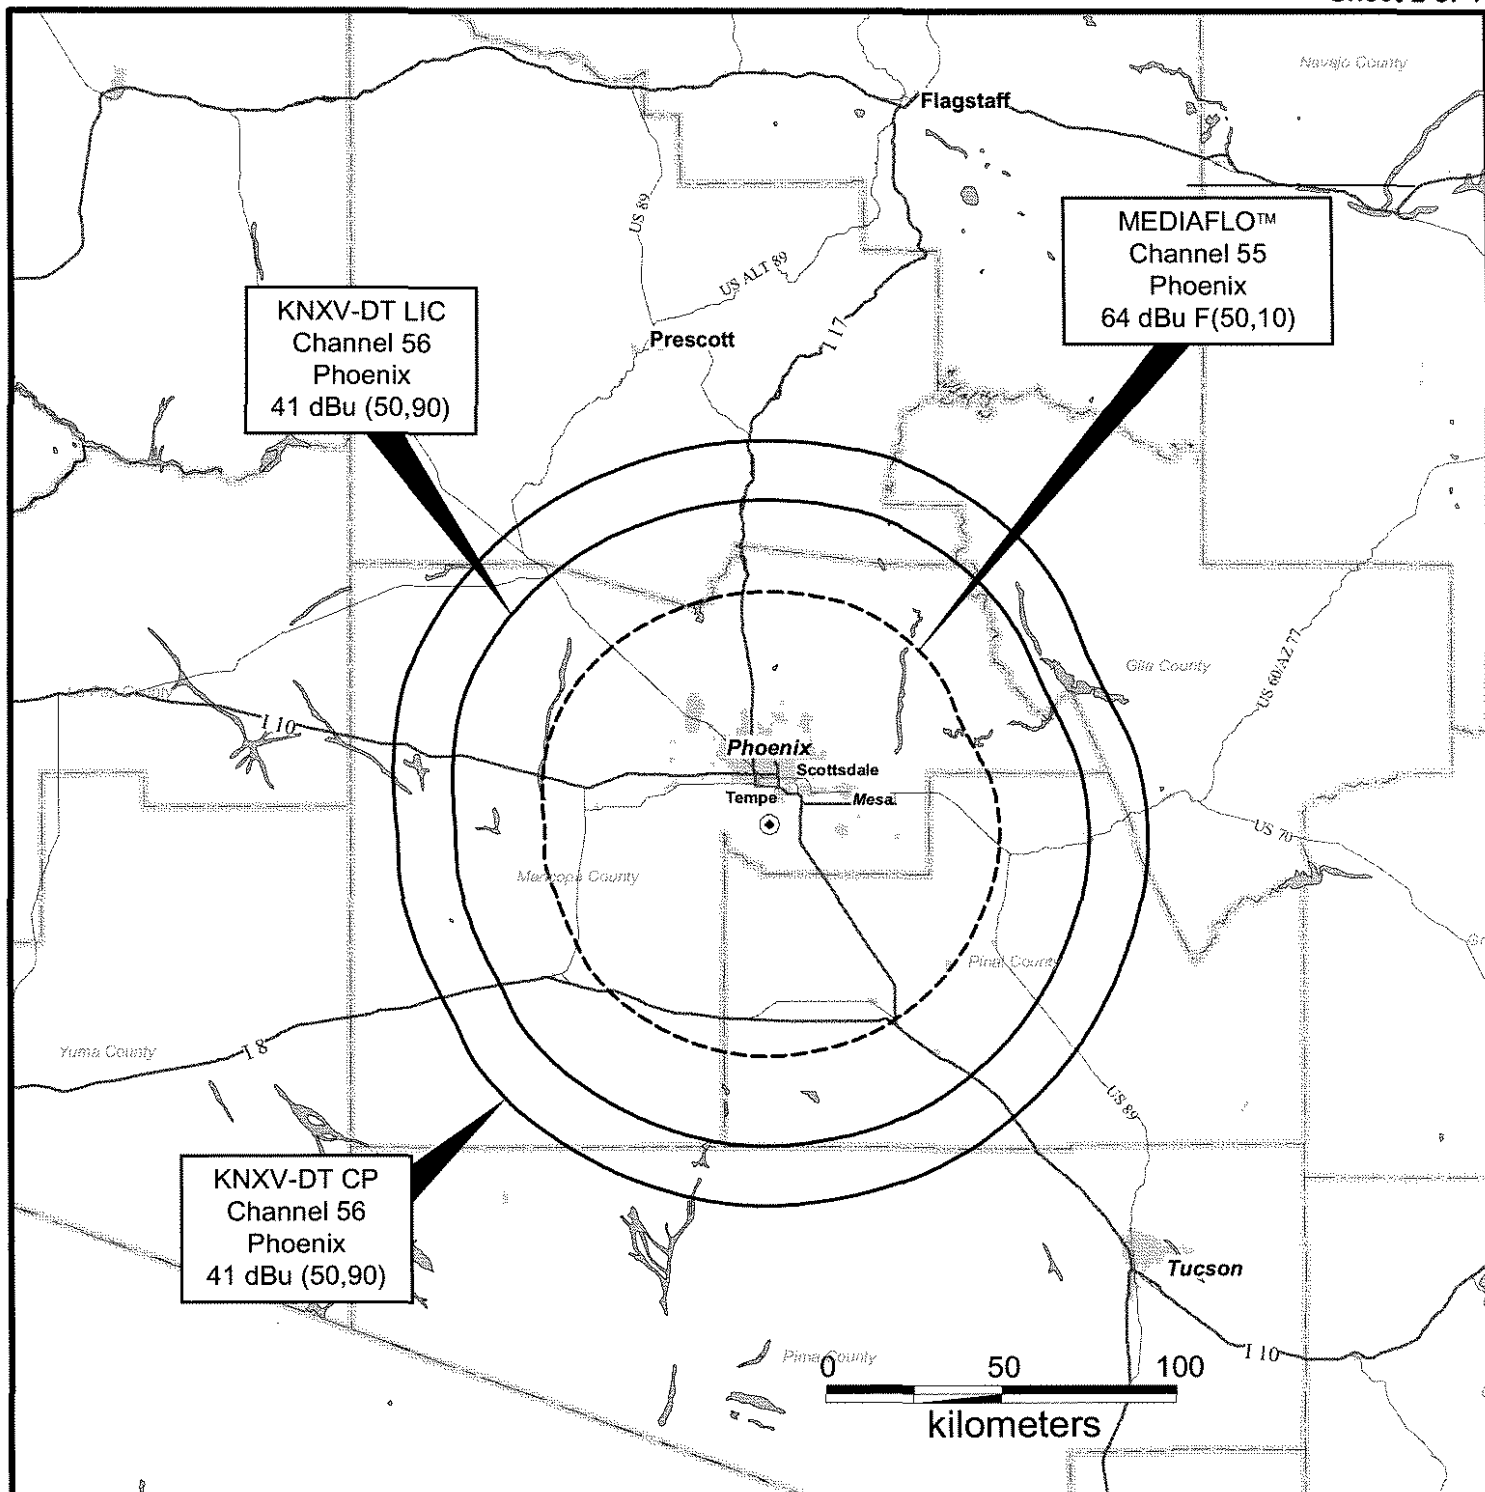 Navajo County
Flagstaff
US 89
MEDIAFLO™
Channel 55
Phoenix
64 dBu F(50,10)
US ALT 89
KNXV-DT LIC
Channel 56
Phoenix
41 dBu (50,90)
I 17
Prescott
Gila County
US 60/AZ 77
I 10
Phoenix
Scottsdale
Tempe
Mesa
US 70
Maricopa County
Pinal County
Yuma County
I 8
US 89
KNXV-DT CP
Channel 56
Phoenix
41 dBu (50,90)
Tucson
I 10
Pima County
0 50 100
kilometers